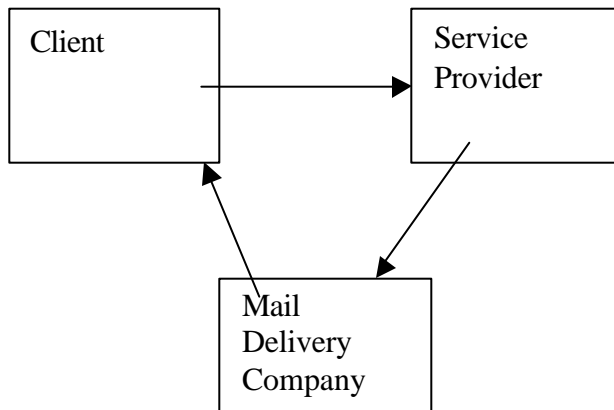 Client
Service
Provider
Mail
Delivery
Company